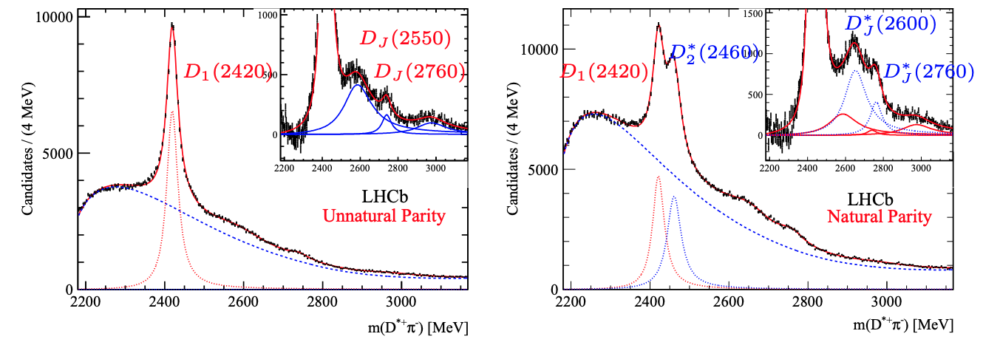 Candidates / (4 MeV)
10000
5000
0
2200
2400
2600
2800
3000
m(D*+π-) [MeV]
D1(2420)
LHCb
Unnatural Parity
1000
500
0
2200
2400
2600
2800
3000
DJ(2550)
DJ(2760)
Candidates / (4 MeV)
10000
5000
0
2200
2400
2600
2800
3000
m(D*+π-) [MeV]
D1(2420)
D*2(2460)
LHCb
Natural Parity
1500
1000
500
0
2200
2400
2600
2800
3000
D*J(2600)
D*J(2760)